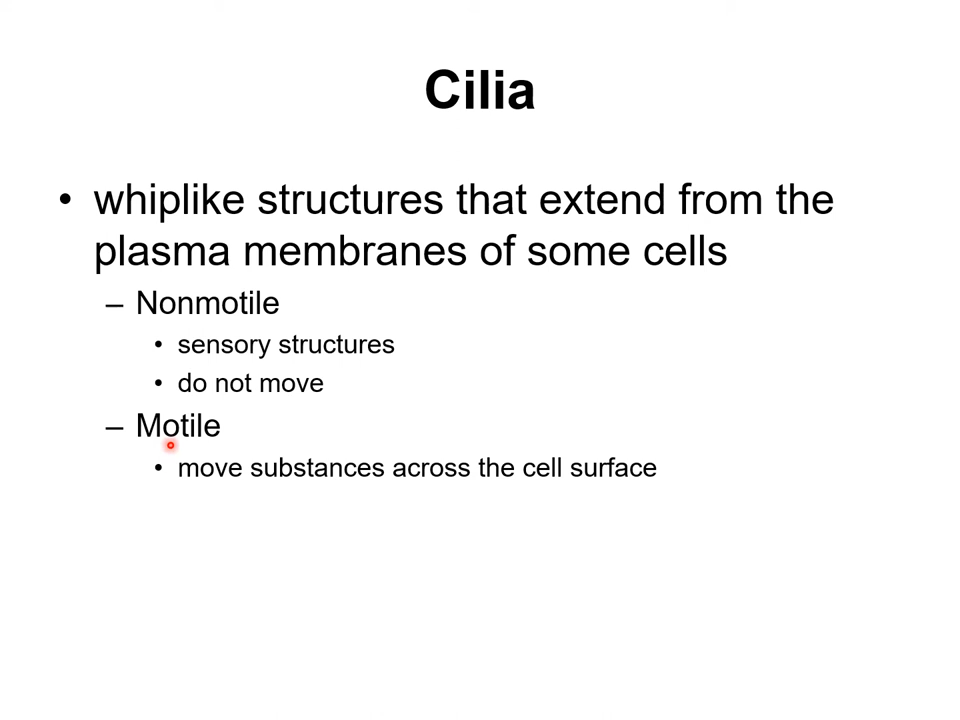 Cilia
• whiplike structures that extend from the
plasma membranes of some cells
– Nonmotile
• sensory structures
• do not move
– Motile
• move substances across the cell surface